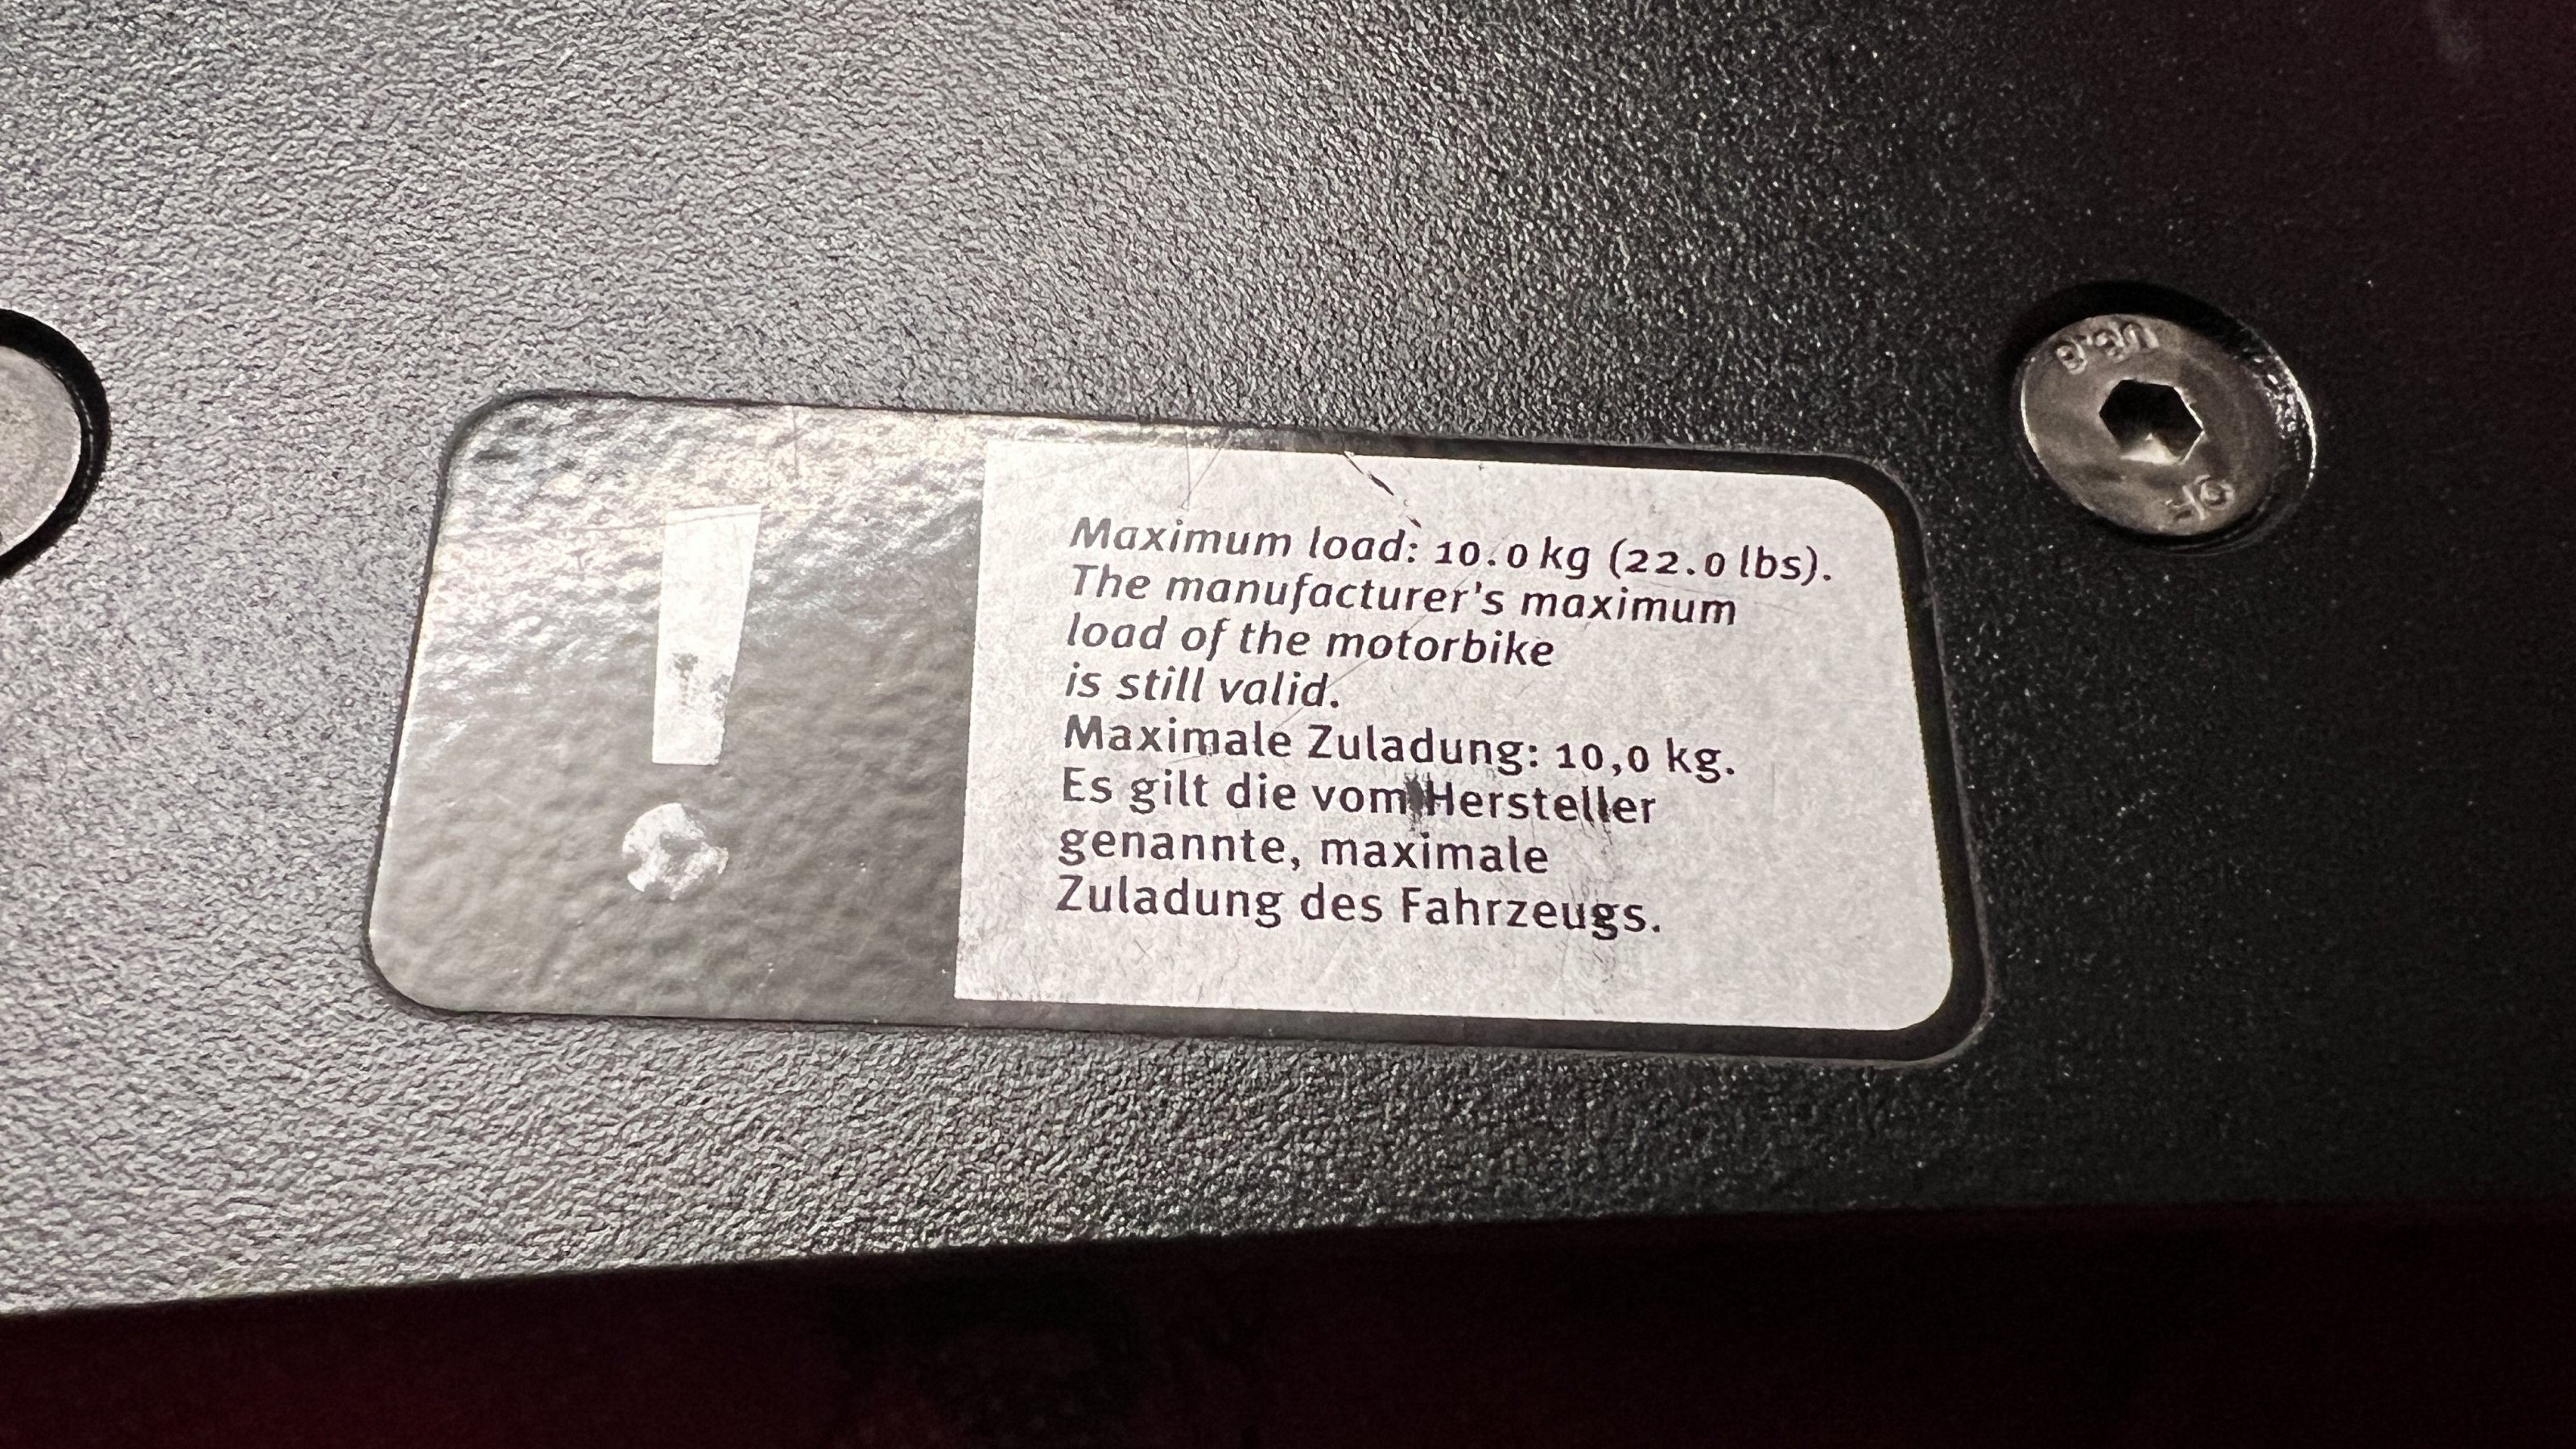 !
Maximum load: 10.0 kg (22.0 lbs).
The manufacturer's maximum
load of the motorbike
is still valid.
Maximale Zuladung: 10,0 kg.
Es gilt die vom Hersteller
genannte, maximale
Zuladung des Fahrzeugs.